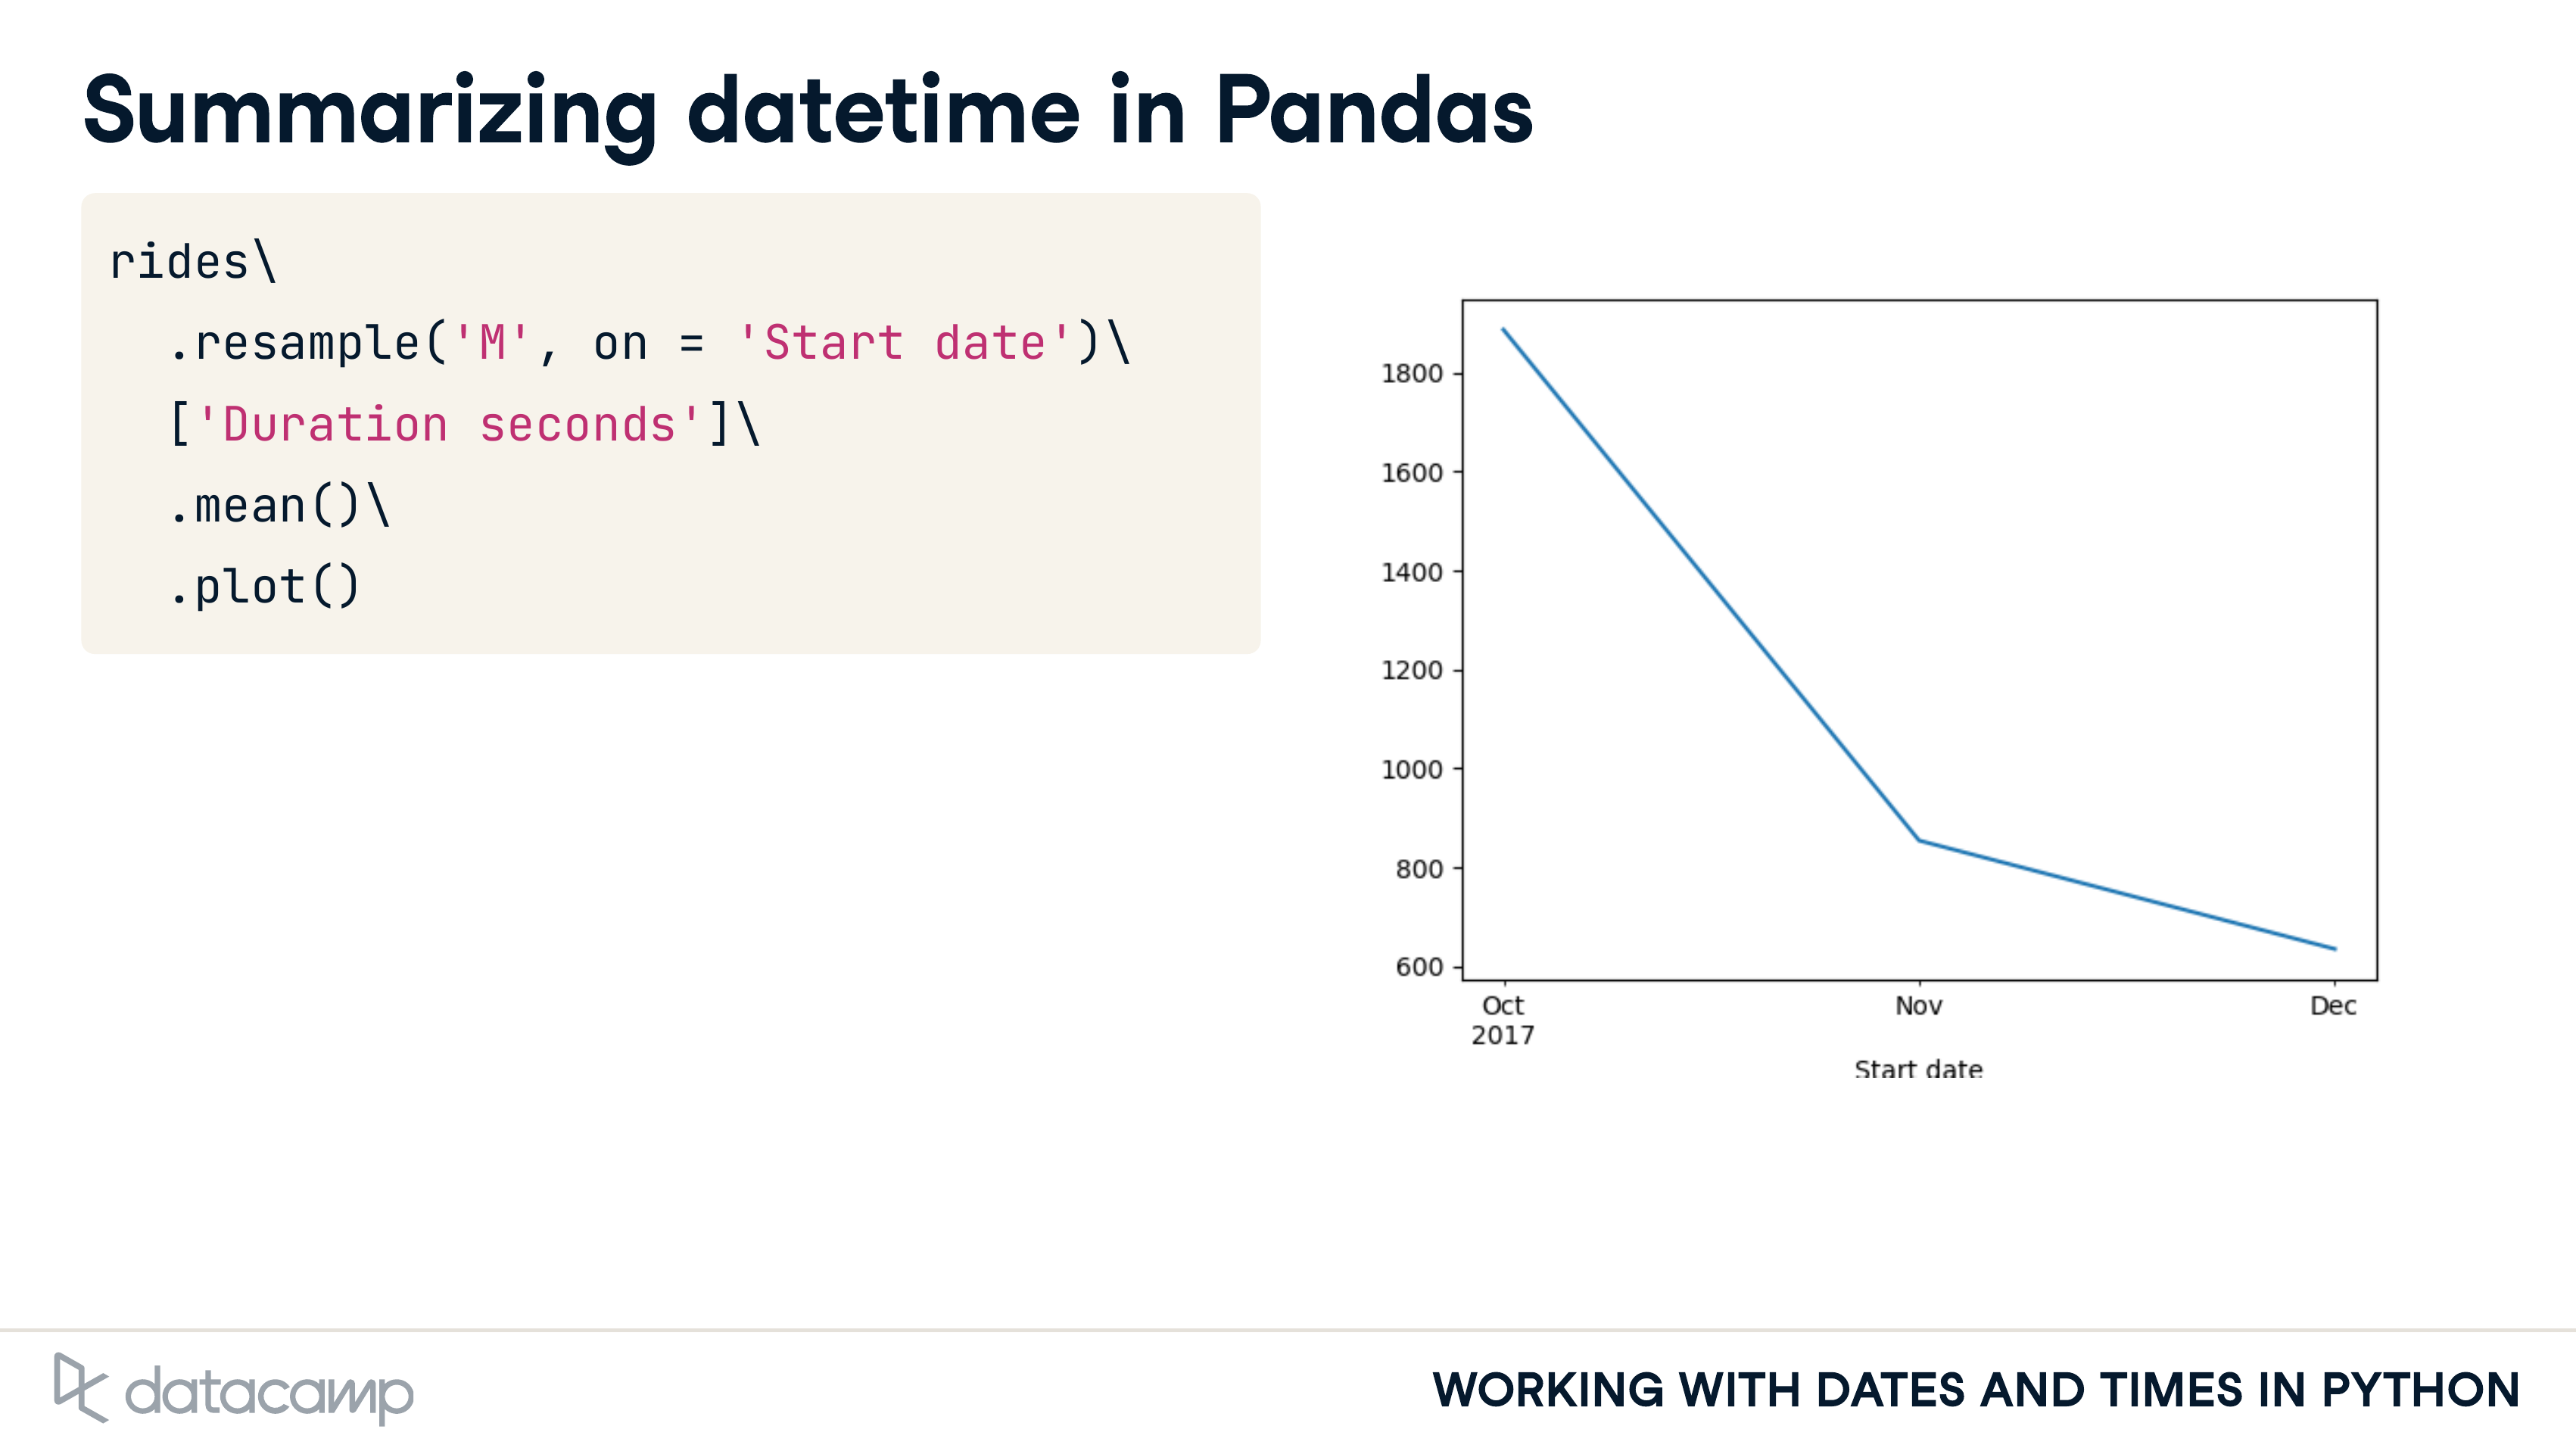 Summarizing datetime in Pandas
rides\
  .resample('M', on = 'Start date')\
  ['Duration seconds']\
  .mean()\
  .plot()
1800
1600
1400
1200
1000
800
600
Oct Nov Dec
2017
Start date
datacamp
WORKING WITH DATES AND TIMES IN PYTHON